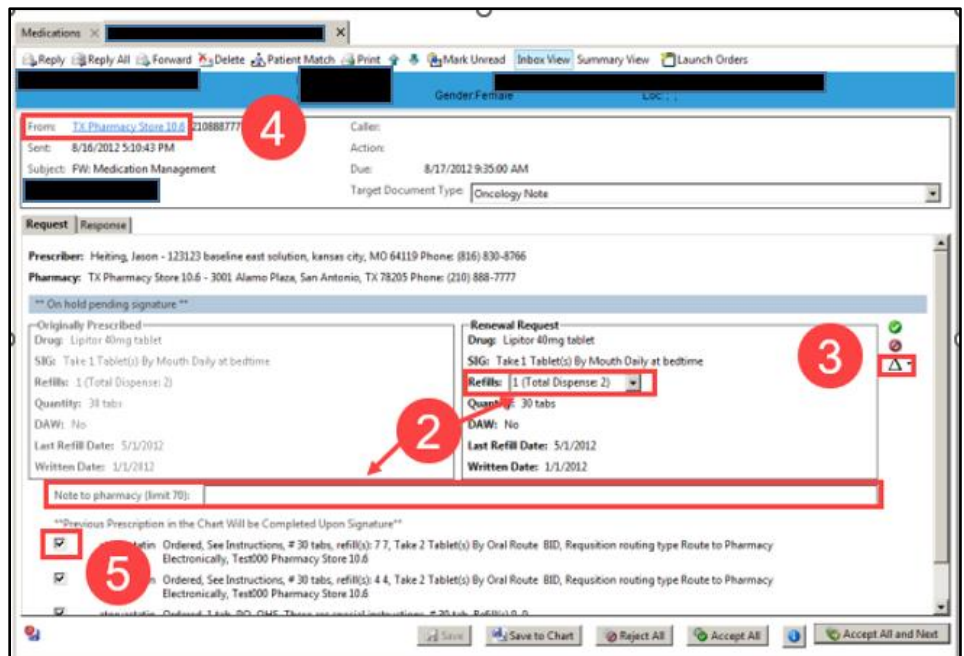 Medications
Reply Reply All Forward Delete Patient Match Print Mark Unread Inbox View Summary View Launch Orders
Gender:Female Loc: ; ;
From: TX Pharmacy Store 10.6 210888777 4 Caller:
Sent: 8/16/2012 5:10:43 PM Action:
Subject: FW: Medication Management Due: 8/17/2012 9:35:00 AM
Target Document Type: Oncology Note
Request Response
Prescriber: Heiting, Jason - 123123 baseline east solution, kansas city, MO 64119 Phone: (816) 830-8766
Pharmacy: TX Pharmacy Store 10.6 - 3001 Alamo Plaza, San Antonio, TX 78205 Phone: (210) 888-7777
** On hold pending signature **
Originally Prescribed
Drug: Lipitor 40mg tablet
SIG: Take 1 Tablet(s) By Mouth Daily at bedtime
Refills: 1 (Total Dispense: 2)
Quantity: 30 tabs
DAW: No
Last Refill Date: 5/1/2012
Written Date: 1/1/2012
Renewal Request
Drug: Lipitor 40mg tablet
SIG: Take 1 Tablet(s) By Mouth Daily at bedtime
Refills: 1 (Total Dispense: 2)
Quantity: 30 tabs
DAW: No
Last Refill Date: 5/1/2012
Written Date: 1/1/2012
3
2
Note to pharmacy (limit 70):
**Previous Prescription in the Chart Will be Completed Upon Signature**
Ordered, See Instructions, # 30 tabs, refill(s): 7 7, Take 2 Tablet(s) By Oral Route BID, Requsition routing type Route to Pharmacy
Electronically, Test000 Pharmacy Store 10.6
5
Ordered, See Instructions, # 30 tabs, refill(s): 4 4, Take 2 Tablet(s) By Oral Route BID, Requsition routing type Route to Pharmacy
Electronically, Test000 Pharmacy Store 10.6
Save Save to Chart Reject All Accept All Accept All and Next